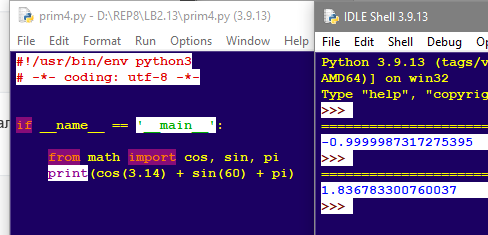 prim4.py - D:\REP8\LB2.13\prim4.py (3.9.13)
File Edit Format Run Options Window Help
#!/usr/bin/env python3
# -*- coding: utf-8 -*-
if __name__ == '__main__':
from math import cos, sin, pi
print(cos(3.14) + sin(60) + pi)
IDLE Shell 3.9.13
File Edit Shell Debug
Python 3.9.13 (tags/v
AMD64)] on win32
Type "help", "copyrig
>>>
=====================
-0.9999987317275395
>>>
=====================
1.836783300760037
>>>